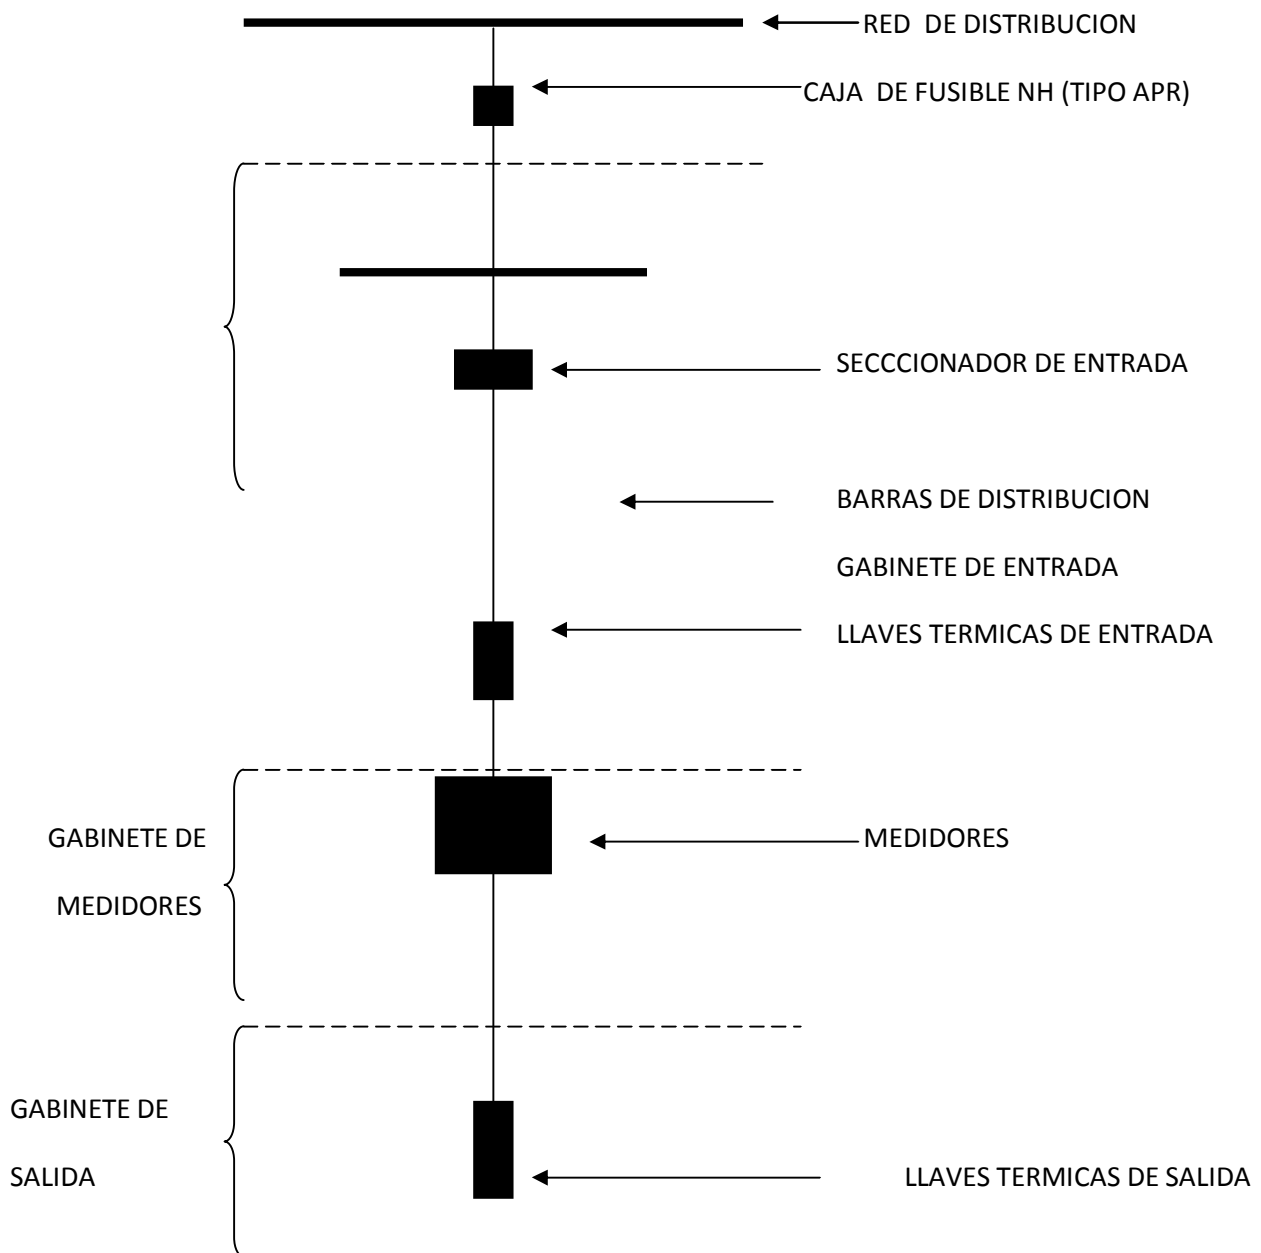 RED DE DISTRIBUCION
CAJA DE FUSIBLE NH (TIPO APR)
SECCCIONADOR DE ENTRADA
BARRAS DE DISTRIBUCION
GABINETE DE ENTRADA
LLAVES TERMICAS DE ENTRADA
GABINETE DE
MEDIDORES
MEDIDORES
GABINETE DE
SALIDA
LLAVES TERMICAS DE SALIDA